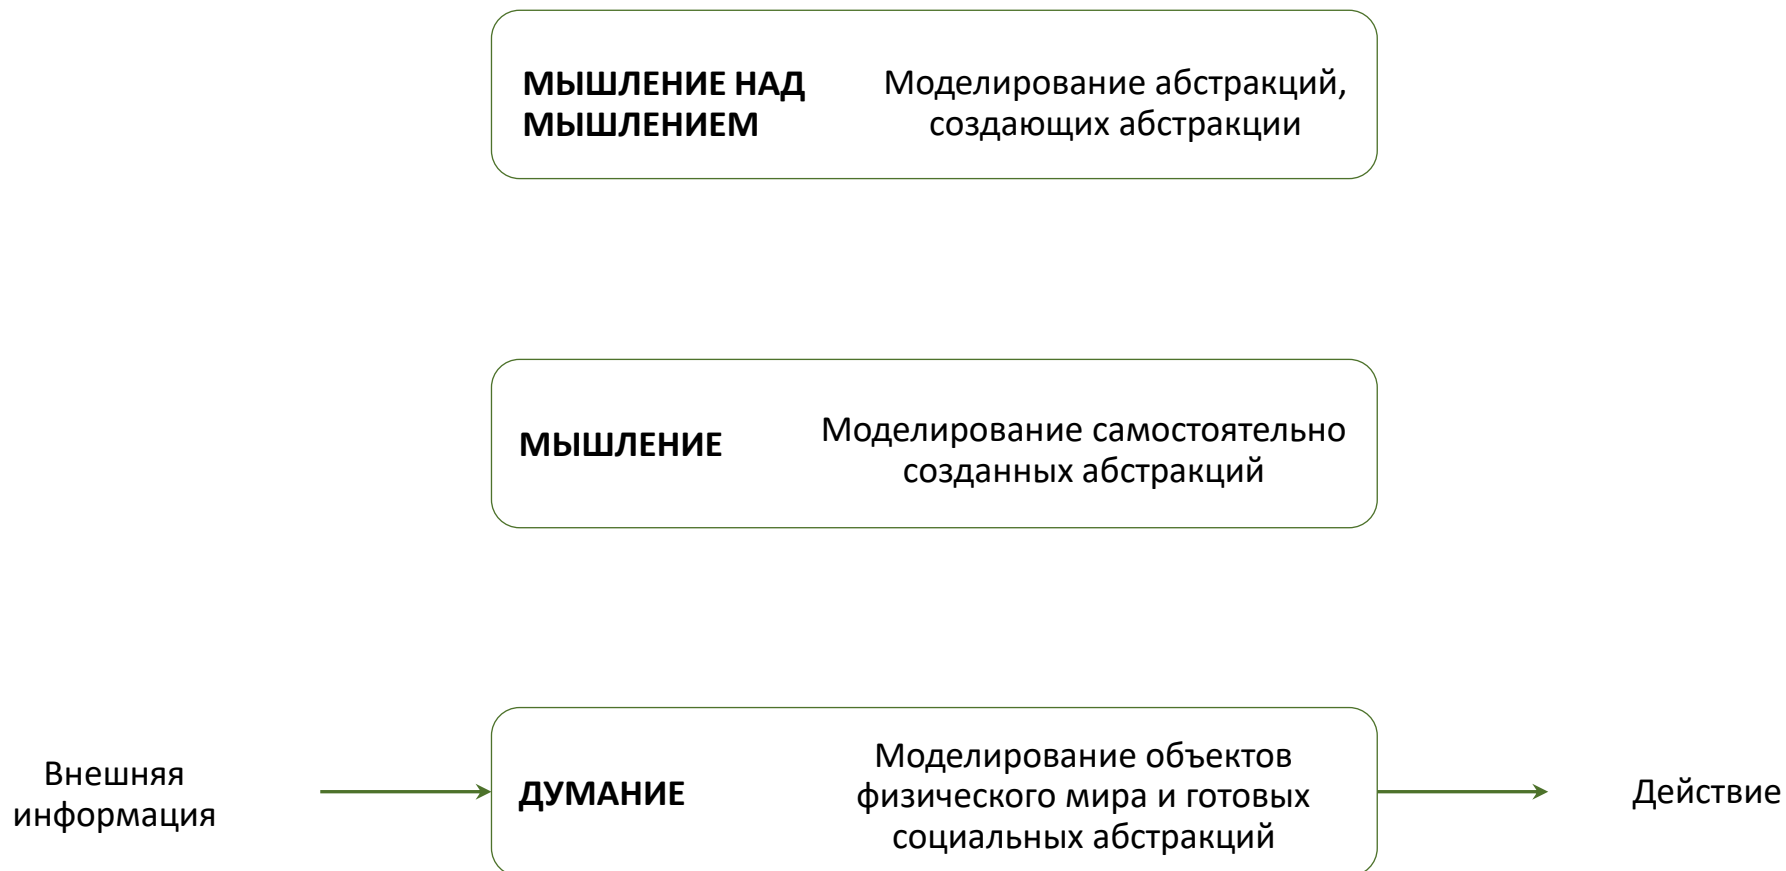 МЫШЛЕНИЕ НАД
МЫШЛЕНИЕМ
Моделирование абстракций,
создающих абстракции
МЫШЛЕНИЕ
Моделирование самостоятельно
созданных абстракций
Внешняя
информация
ДУМАНИЕ
Моделирование объектов
физического мира и готовых
социальных абстракций
Действие